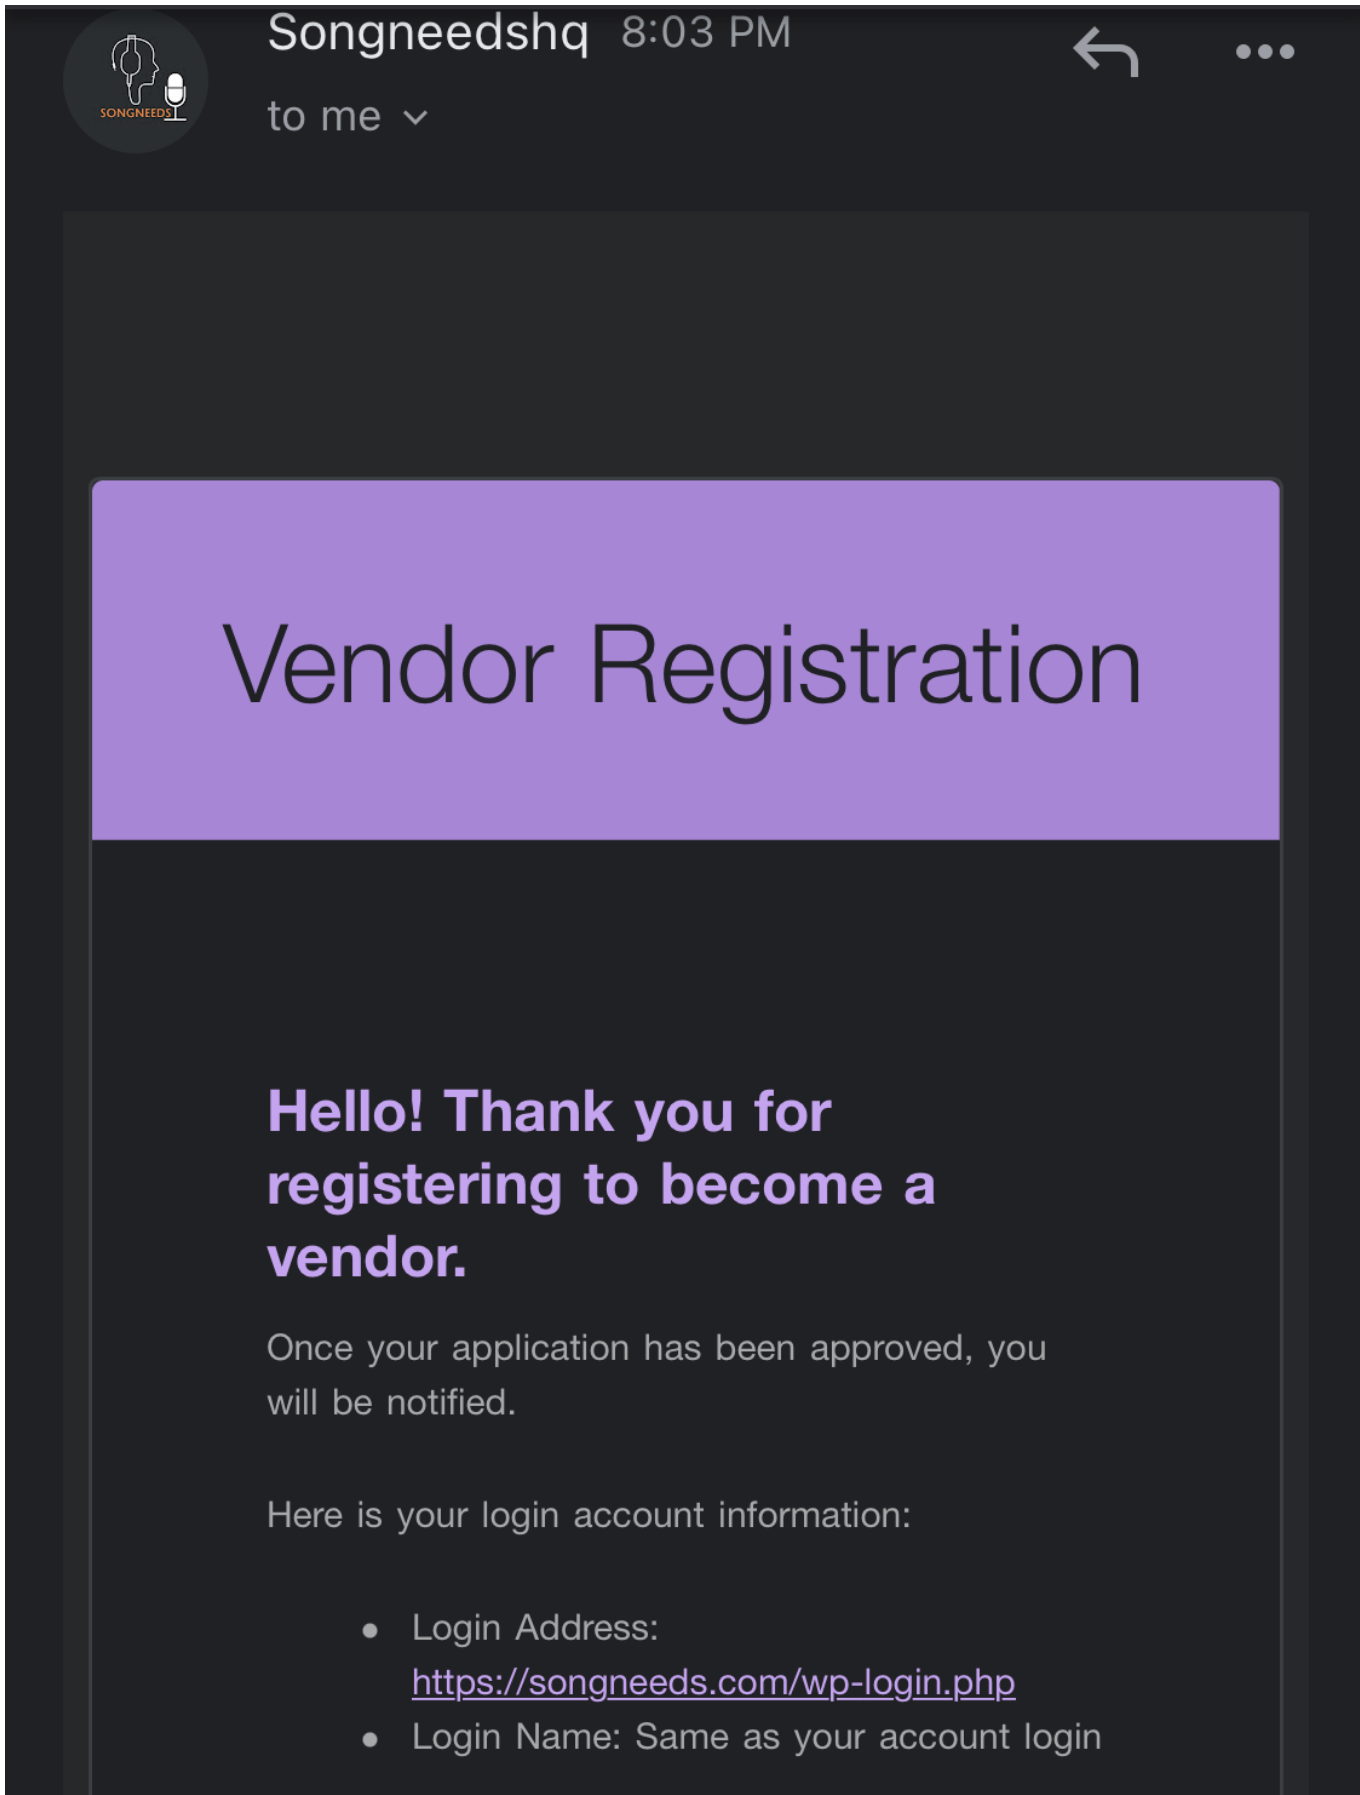 Songneedshq 8:03 PM
SONGNEEDS
to me
Vendor Registration
Hello! Thank you for
registering to become a
vendor.
Once your application has been approved, you
will be notified.
Here is your login account information:
Login Address:
https://songneeds.com/wp-login.php
Login Name: Same as your account login